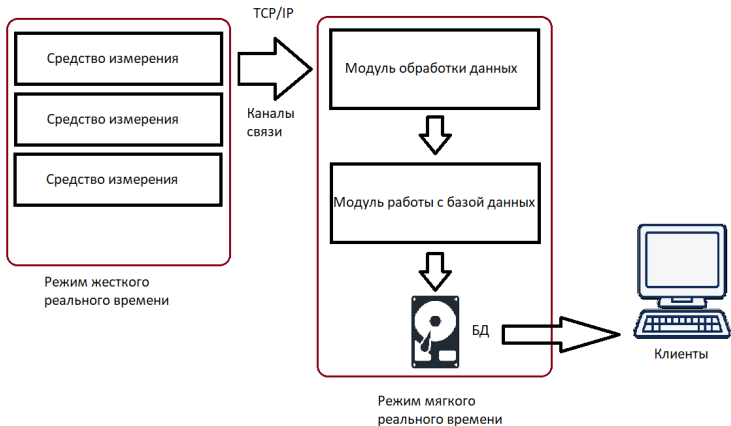 TCP/IP
Средство измерения
Средство измерения
Средство измерения
Каналы
связи
Режим жесткого
реального времени
Модуль обработки данных
Модуль работы с базой данных
БД
Режим мягкого
реального времени
Клиенты